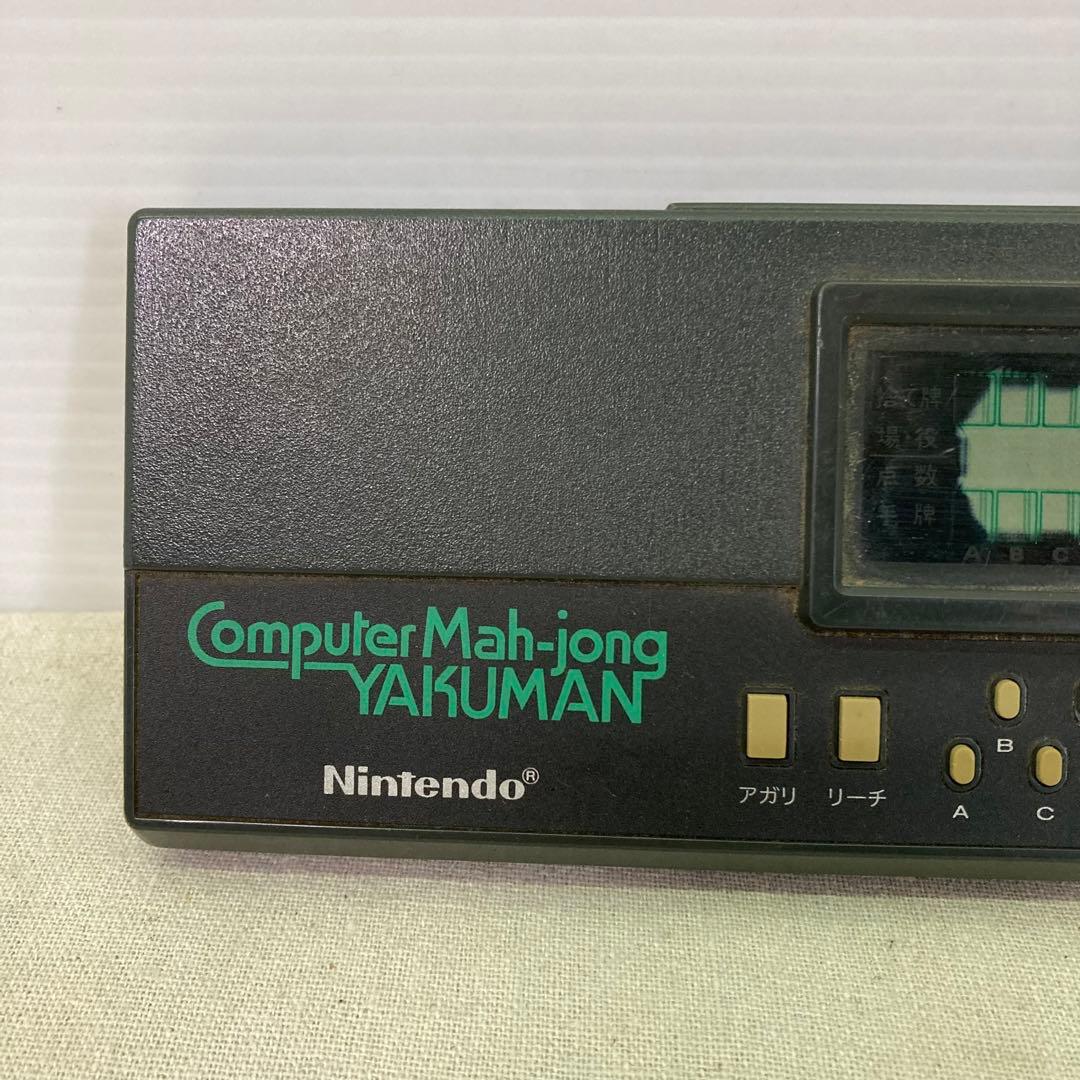 捨て牌
場・役
点数
手牌
A B C
Computer Mah-jong
YAKUMAN
Nintendo®
アガリ リーチ
A B C